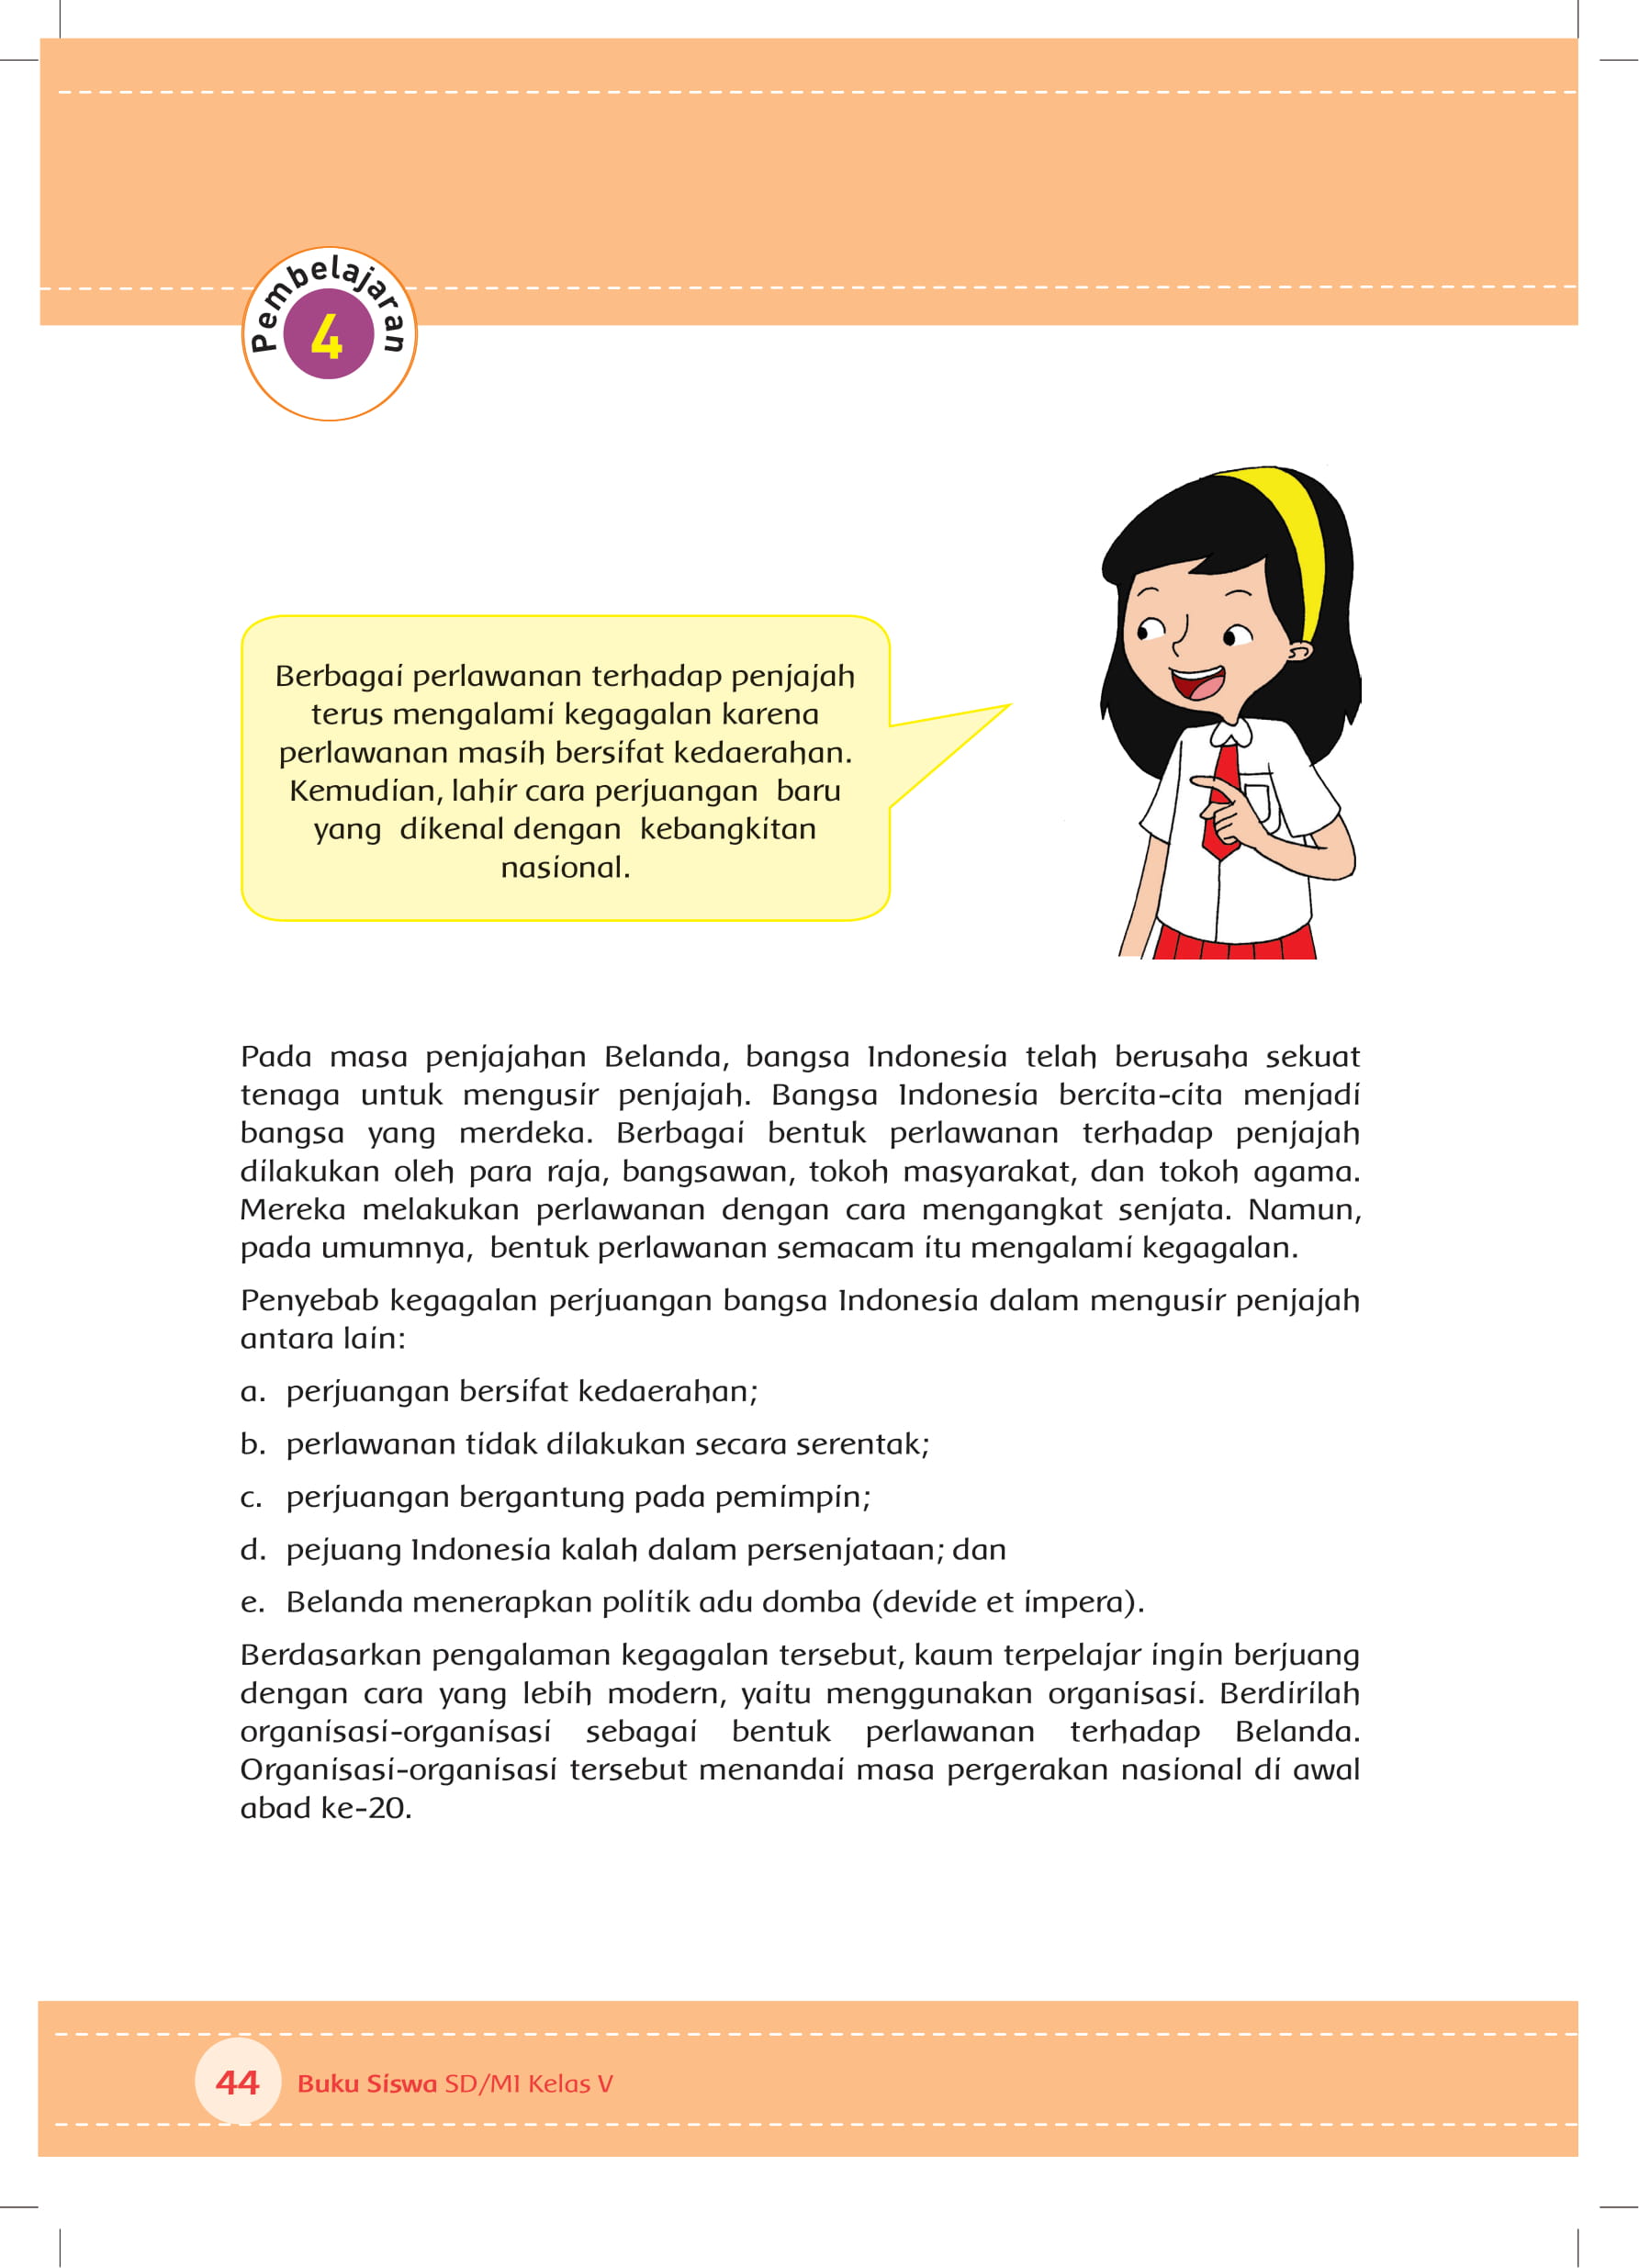 Pembelajaran
4
Berbagai perlawanan terhadap penjajah
terus mengalami kegagalan karena
perlawanan masih bersifat kedaerahan.
Kemudian, lahir cara perjuangan baru
yang dikenal dengan kebangkitan
nasional.
Pada masa penjajahan Belanda, bangsa Indonesia telah berusaha sekuat
tenaga untuk mengusir penjajah. Bangsa Indonesia bercita-cita menjadi
bangsa yang merdeka. Berbagai bentuk perlawanan terhadap penjajah
dilakukan oleh para raja, bangsawan, tokoh masyarakat, dan tokoh agama.
Mereka melakukan perlawanan dengan cara mengangkat senjata. Namun,
pada umumnya, bentuk perlawanan semacam itu mengalami kegagalan.
Penyebab kegagalan perjuangan bangsa Indonesia dalam mengusir penjajah
antara lain:
a. perjuangan bersifat kedaerahan;
b. perlawanan tidak dilakukan secara serentak;
c. perjuangan bergantung pada pemimpin;
d. pejuang Indonesia kalah dalam persenjataan; dan
e. Belanda menerapkan politik adu domba (devide et impera).
Berdasarkan pengalaman kegagalan tersebut, kaum terpelajar ingin berjuang
dengan cara yang lebih modern, yaitu menggunakan organisasi. Berdirilah
organisasi-organisasi sebagai bentuk perlawanan terhadap Belanda.
Organisasi-organisasi tersebut menandai masa pergerakan nasional di awal
abad ke-20.
44 Buku Siswa SD/MI Kelas V